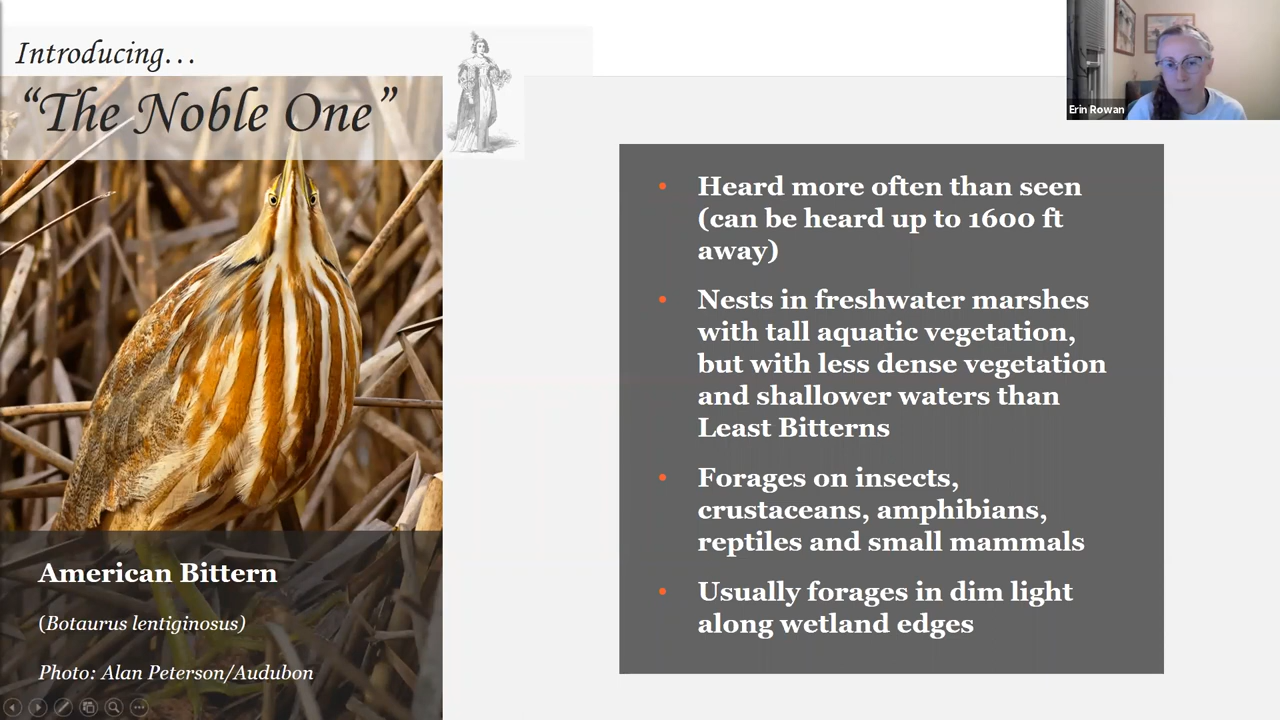 Introducing…
“The Noble One”
Erin Rowan
• Heard more often than seen
(can be heard up to 1600 ft
away)
• Nests in freshwater marshes
with tall aquatic vegetation,
but with less dense vegetation
and shallower waters than
Least Bitterns
• Forages on insects,
crustaceans, amphibians,
reptiles and small mammals
• Usually forages in dim light
along wetland edges
American Bittern
(Botaurus lentiginosus)
Photo: Alan Peterson/Audubon